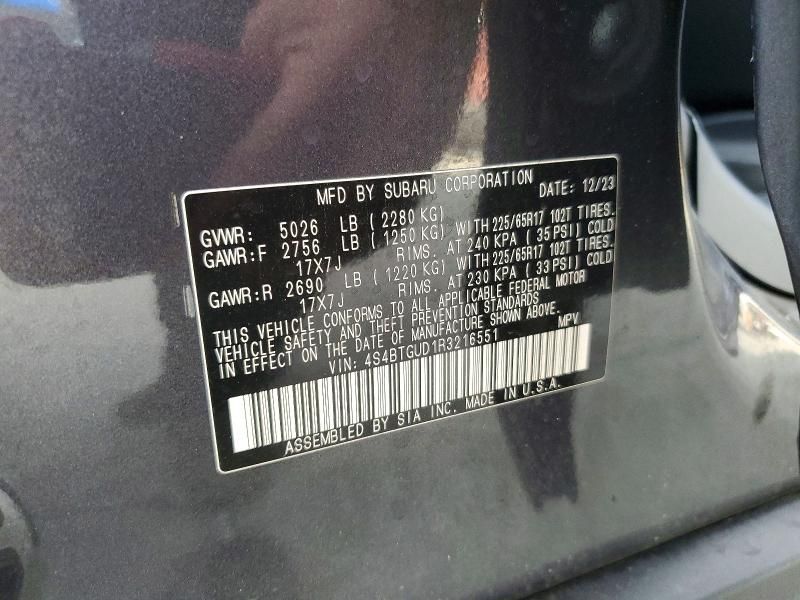 MFD BY SUBARU CORPORATION DATE: 12/23
GVWR: 5026 LB ( 2280 KG)
GAWR:F 2756 LB ( 1250 KG) WITH 225/65R17 102T TIRES.
17X7J RIMS. AT 240 KPA ( 35 PSI) COLD
GAWR:R 2690 LB ( 1220 KG) WITH 225/65R17 102T TIRES.
17X7J RIMS. AT 230 KPA ( 33 PSI) COLD
THIS VEHICLE CONFORMS TO ALL APPLICABLE FEDERAL MOTOR
VEHICLE SAFETY AND THEFT PREVENTION STANDARDS
IN EFFECT ON THE DATE OF MANUFACTURE SHOWN ABOVE.
VIN: 4S4BTGUD1R3216551 MPV
ASSEMBLED BY SIA INC. MADE IN U.S.A.